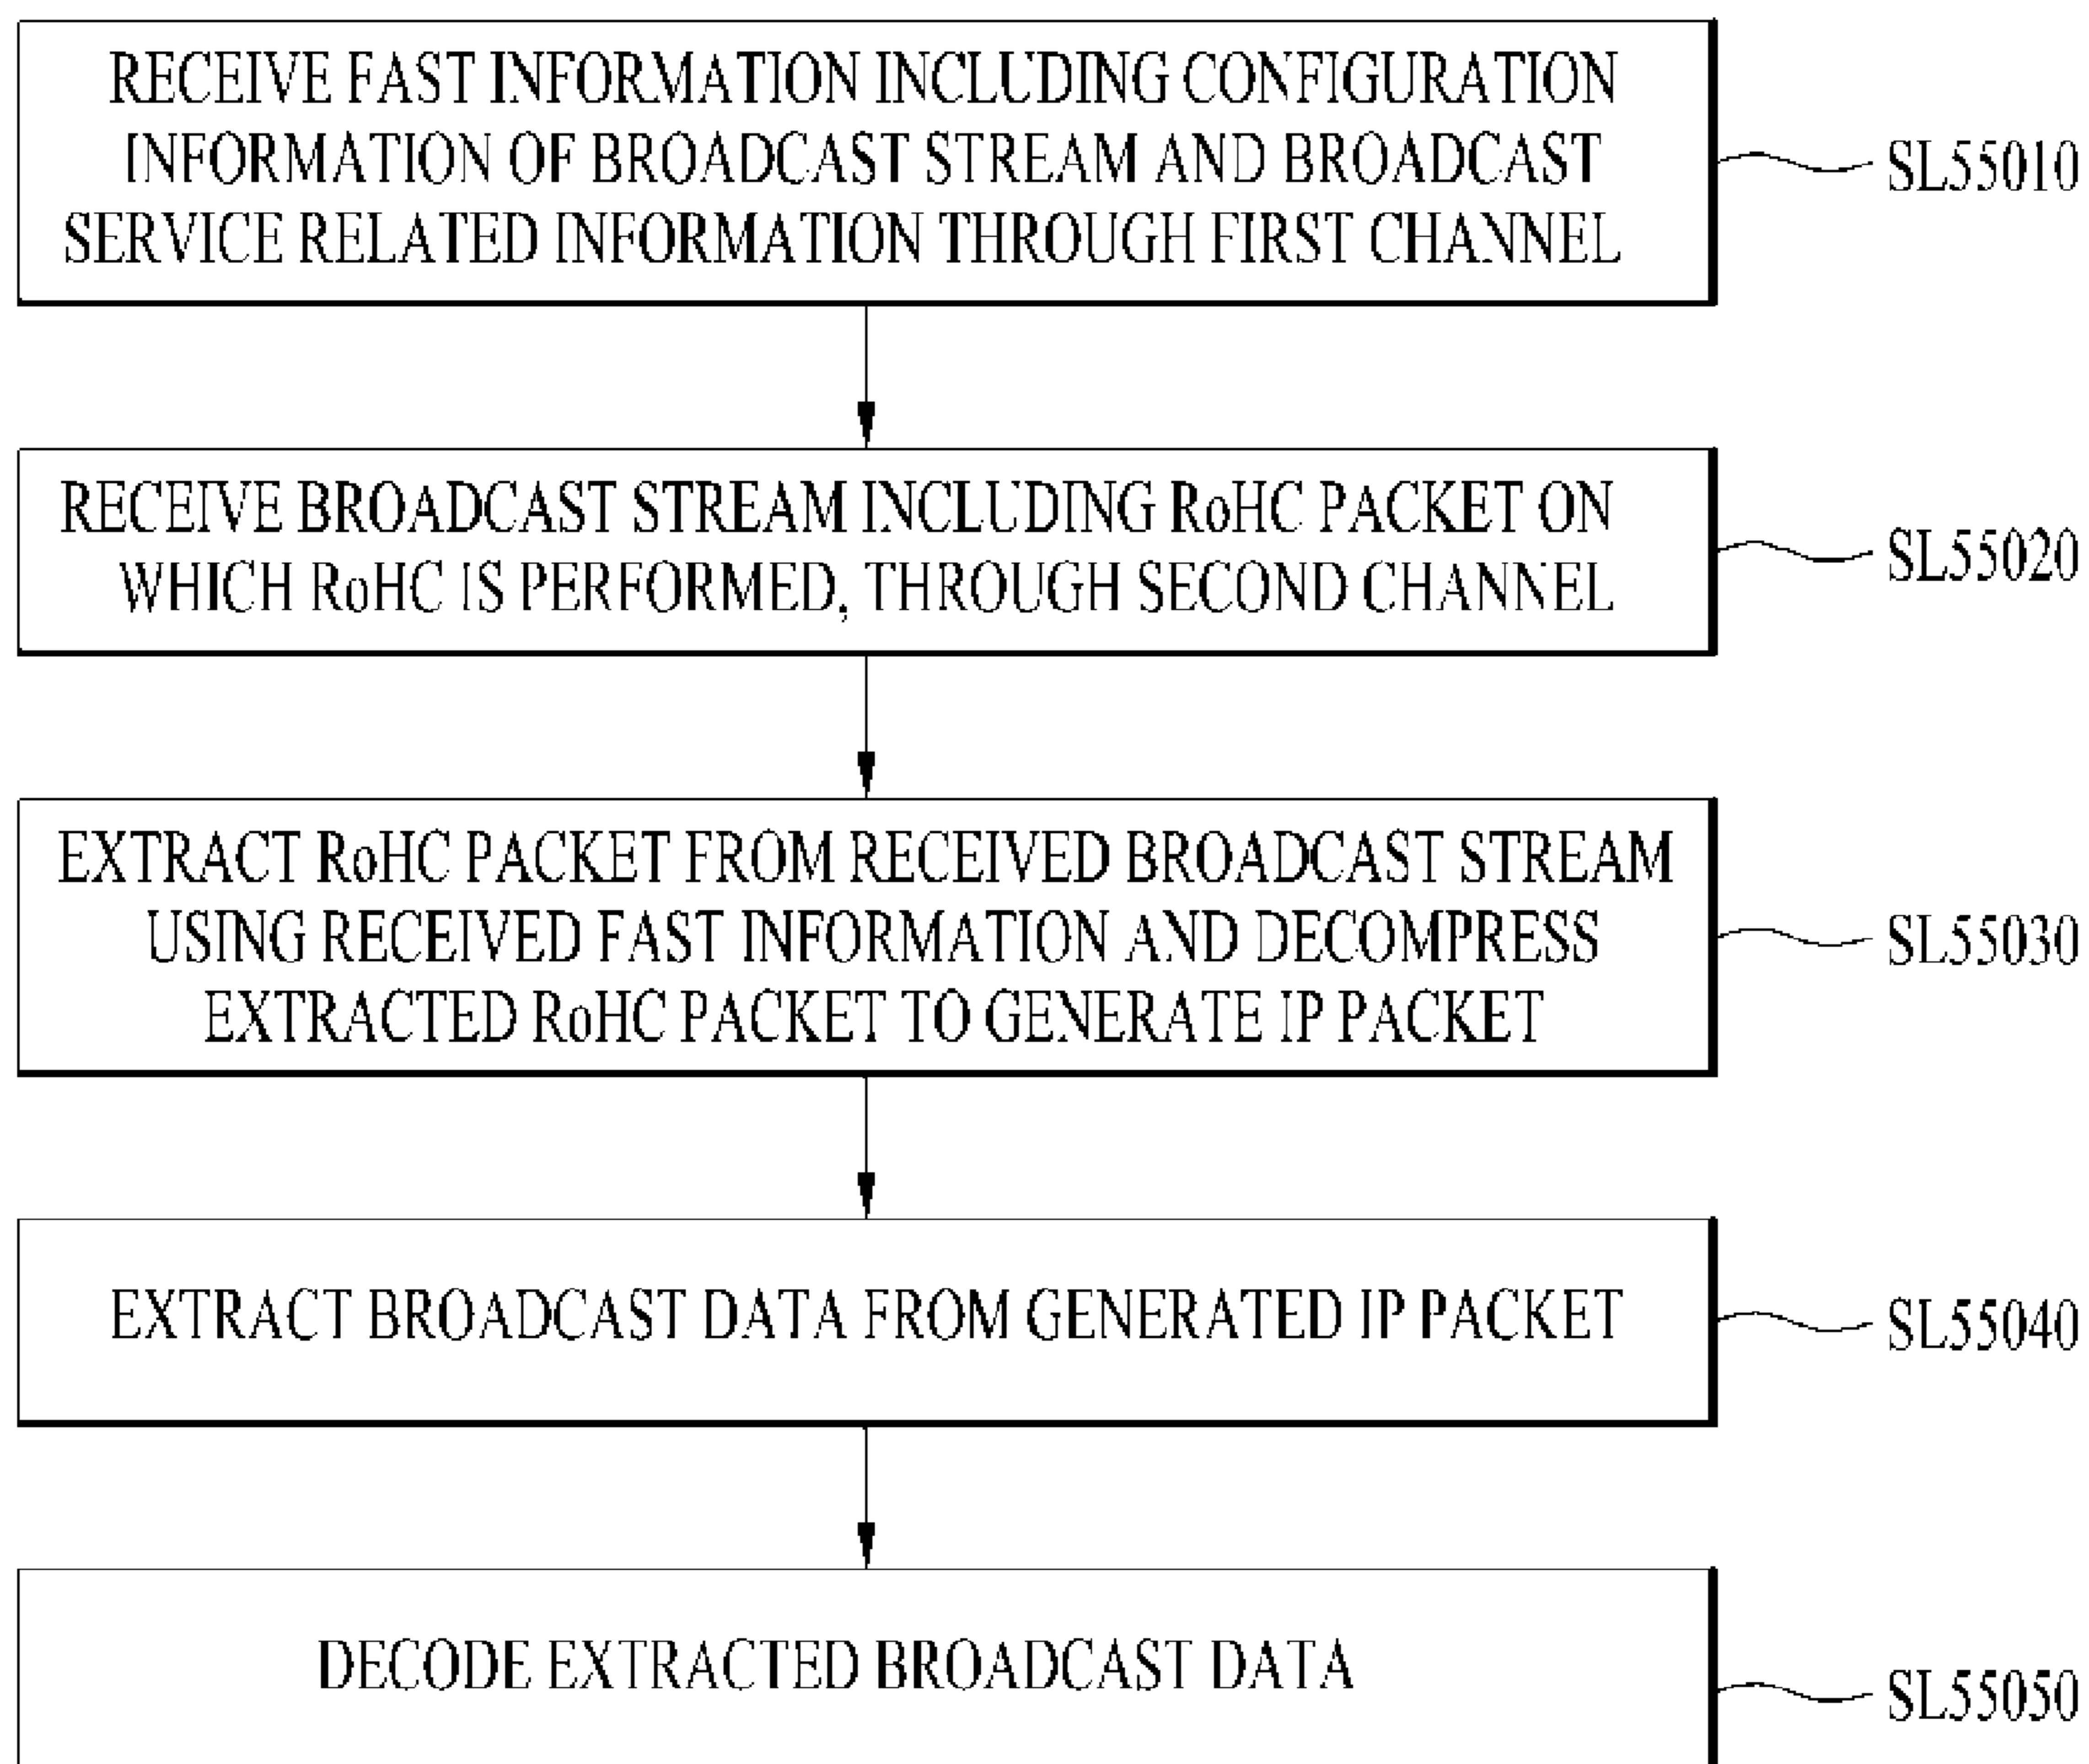 RECEIVE FAST INFORMATION INCLUDING CONFIGURATION
INFORMATION OF BROADCAST STREAM AND BROADCAST
SERVICE RELATED INFORMATION THROUGH FIRST CHANNEL
SL55010
RECEIVE BROADCAST STREAM INCLUDING RoHC PACKET ON
WHICH RoHC IS PERFORMED, THROUGH SECOND CHANNEL
SL55020
EXTRACT RoHC PACKET FROM RECEIVED BROADCAST STREAM
USING RECEIVED FAST INFORMATION AND DECOMPRESS
EXTRACTED RoHC PACKET TO GENERATE IP PACKET
SL55030
EXTRACT BROADCAST DATA FROM GENERATED IP PACKET
SL55040
DECODE EXTRACTED BROADCAST DATA
SL55050